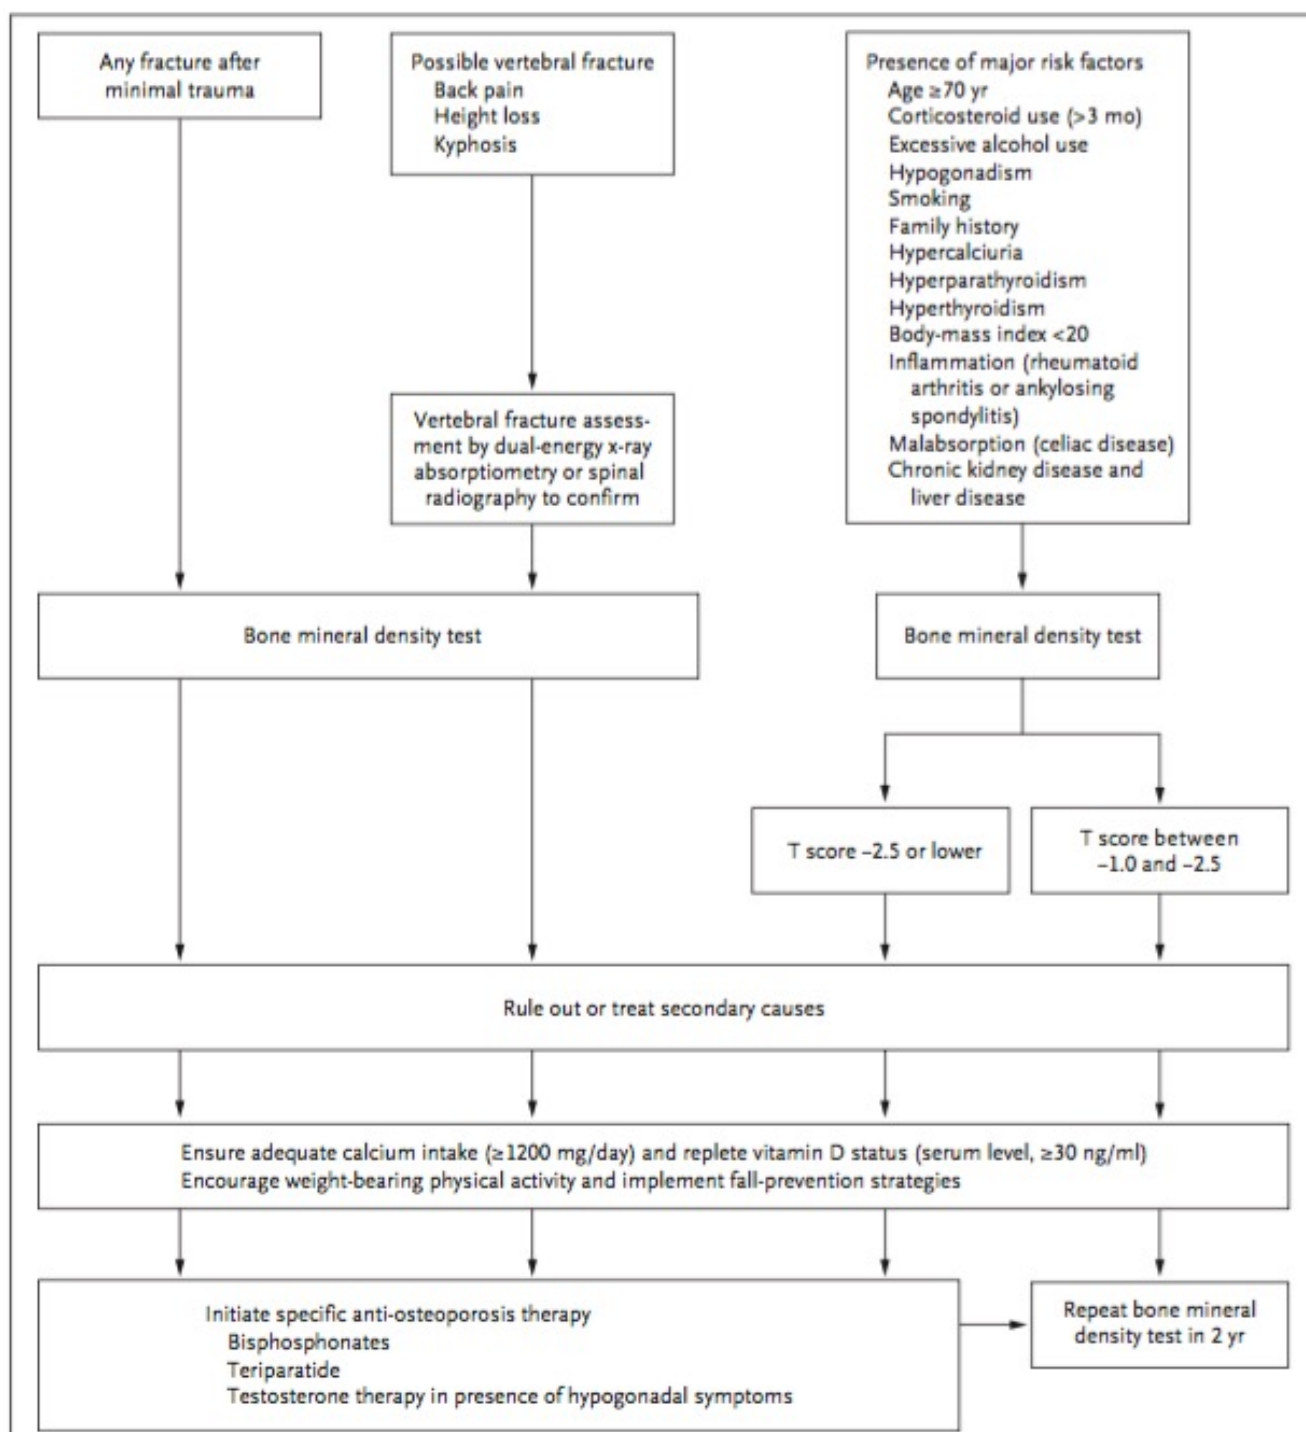 Any fracture after
minimal trauma
Possible vertebral fracture
Back pain
Height loss
Kyphosis
Presence of major risk factors
Age ≥70 yr
Corticosteroid use (>3 mo)
Excessive alcohol use
Hypogonadism
Smoking
Family history
Hypercalciuria
Hyperparathyroidism
Hyperthyroidism
Body-mass index <20
Inflammation (rheumatoid
arthritis or ankylosing
spondylitis)
Malabsorption (celiac disease)
Chronic kidney disease and
liver disease
Vertebral fracture assess-
ment by dual-energy x-ray
absorptiometry or spinal
radiography to confirm
Bone mineral density test
Bone mineral density test
T score –2.5 or lower
T score between
–1.0 and –2.5
Rule out or treat secondary causes
Ensure adequate calcium intake (≥1200 mg/day) and replete vitamin D status (serum level, ≥30 ng/ml)
Encourage weight-bearing physical activity and implement fall-prevention strategies
Initiate specific anti-osteoporosis therapy
Bisphosphonates
Teriparatide
Testosterone therapy in presence of hypogonadal symptoms
Repeat bone mineral
density test in 2 yr